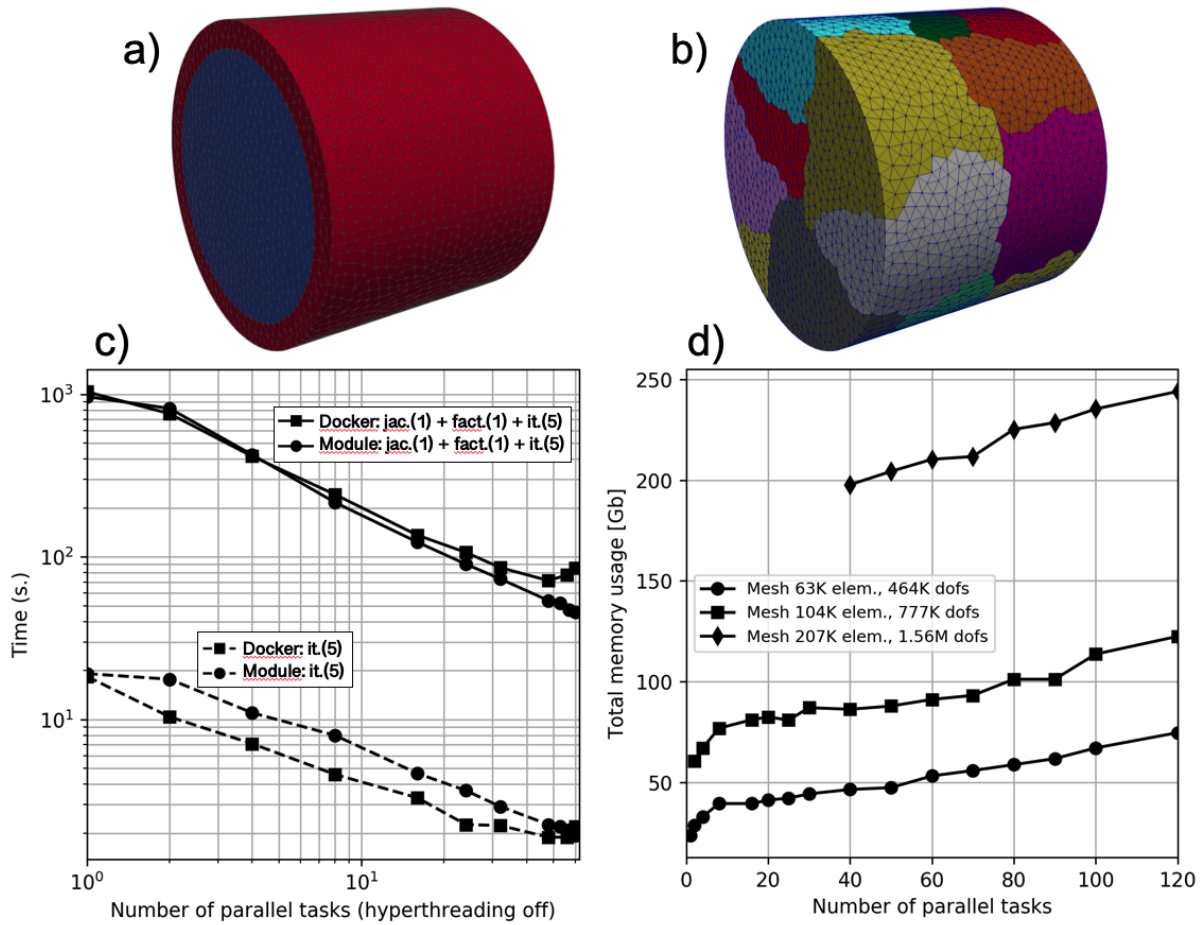 a)
b)
c)
d)
10³
10²
10¹
Time (s.)
Docker: jac.(1) + fact.(1) + it.(5)
Module: jac.(1) + fact.(1) + it.(5)
Docker: it.(5)
Module: it.(5)
10⁰
10¹
Number of parallel tasks (hyperthreading off)
250
200
150
100
50
Total memory usage [Gb]
Mesh 63K elem., 464K dofs
Mesh 104K elem., 777K dofs
Mesh 207K elem., 1.56M dofs
0 20 40 60 80 100 120
Number of parallel tasks